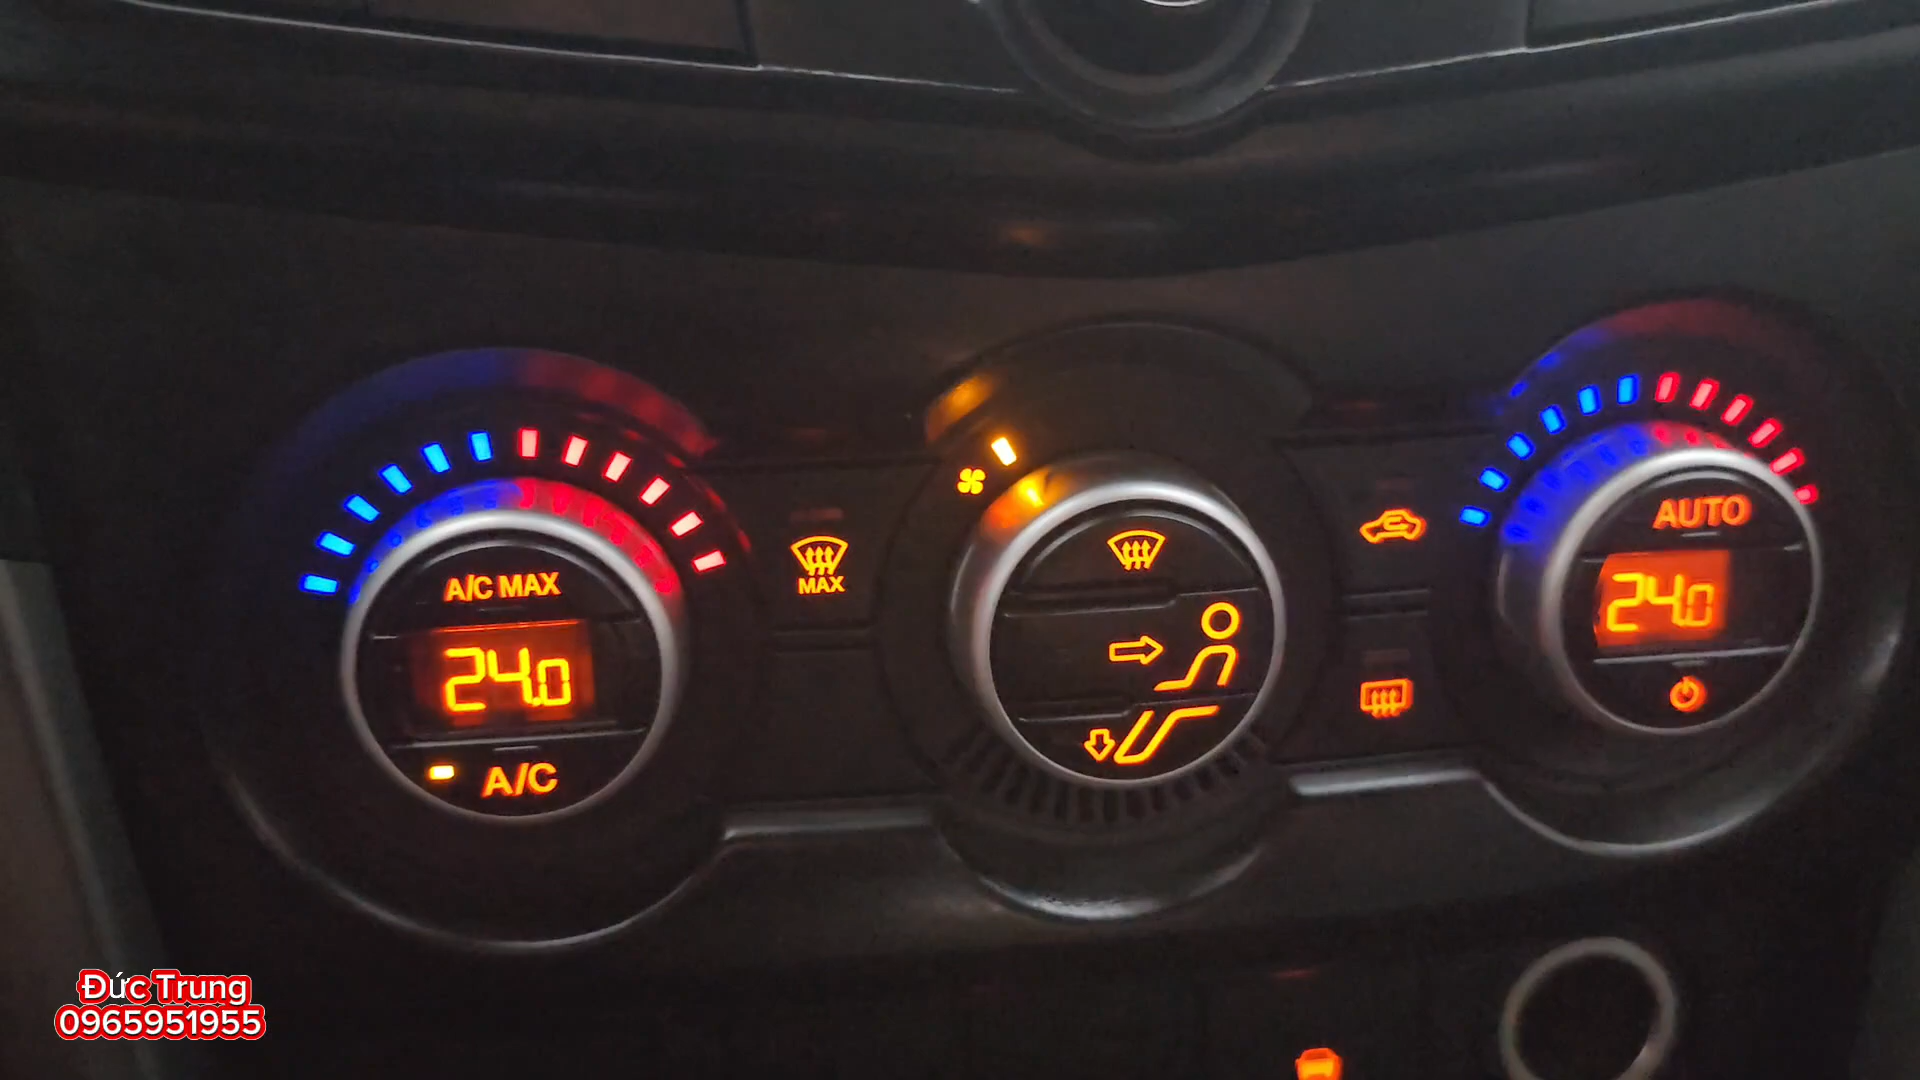 A/C MAX
24.0
A/C
MAX
AUTO
24.0
Đức Trung
0965951955